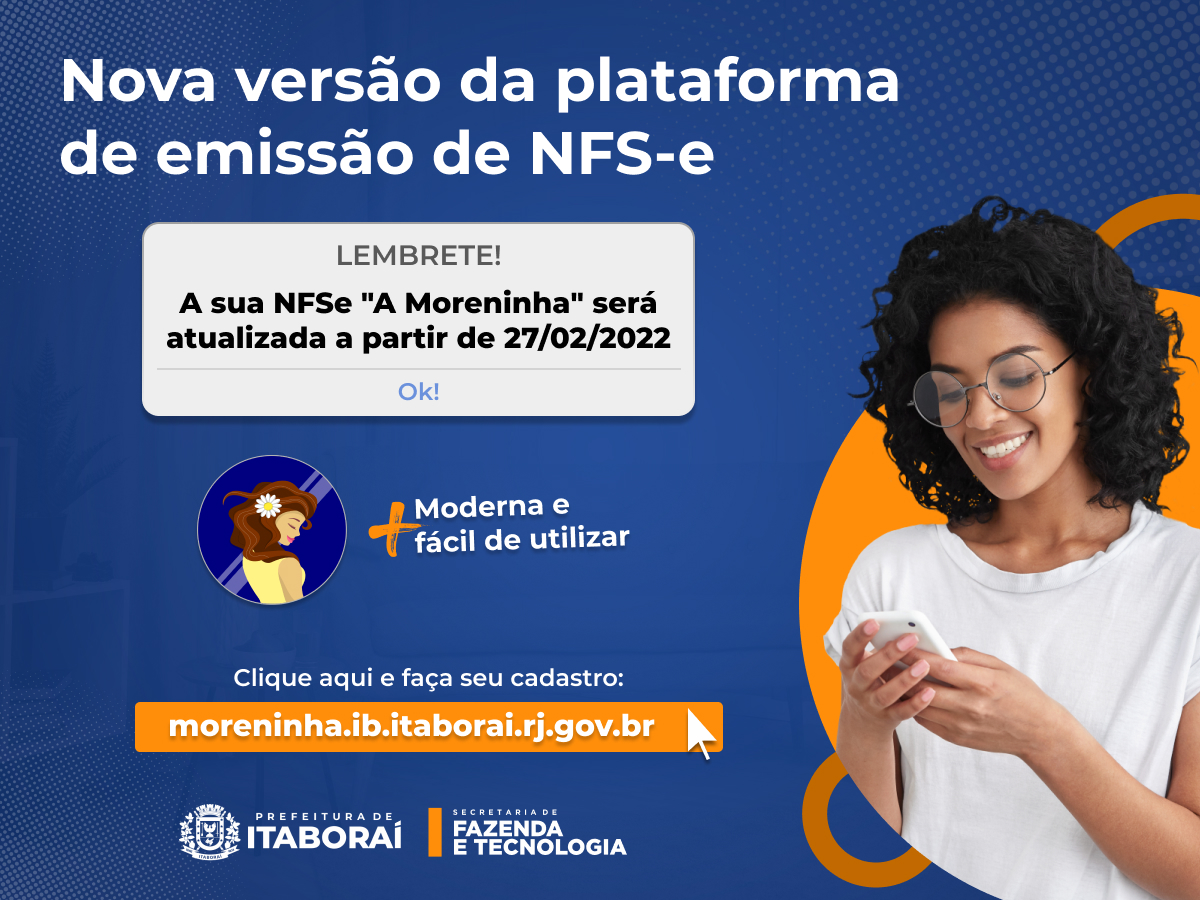 Nova versão da plataforma
de emissão de NFS-e
LEMBRETE!
A sua NFSe "A Moreninha" será
atualizada a partir de 27/02/2022
Ok!
+ Moderna e
fácil de utilizar
Clique aqui e faça seu cadastro:
moreninha.ib.itaborai.rj.gov.br
PREFEITURA DE
ITABORAÍ
ITABORAÍ
SECRETARIA DE
FAZENDA
E TECNOLOGIA